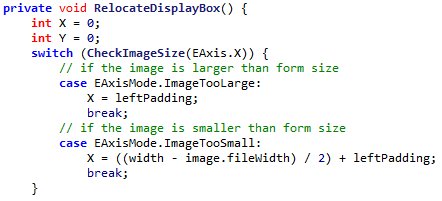 private void RelocateDisplayBox() {
    int X = 0;
    int Y = 0;
    switch (CheckImageSize(EAxis.X)) {
        // if the image is larger than form size
        case EAxisMode.ImageTooLarge:
            X = leftPadding;
            break;
        // if the image is smaller than form size
        case EAxisMode.ImageTooSmall:
            X = ((width - image.fileWidth) / 2) + leftPadding;
            break;
    }